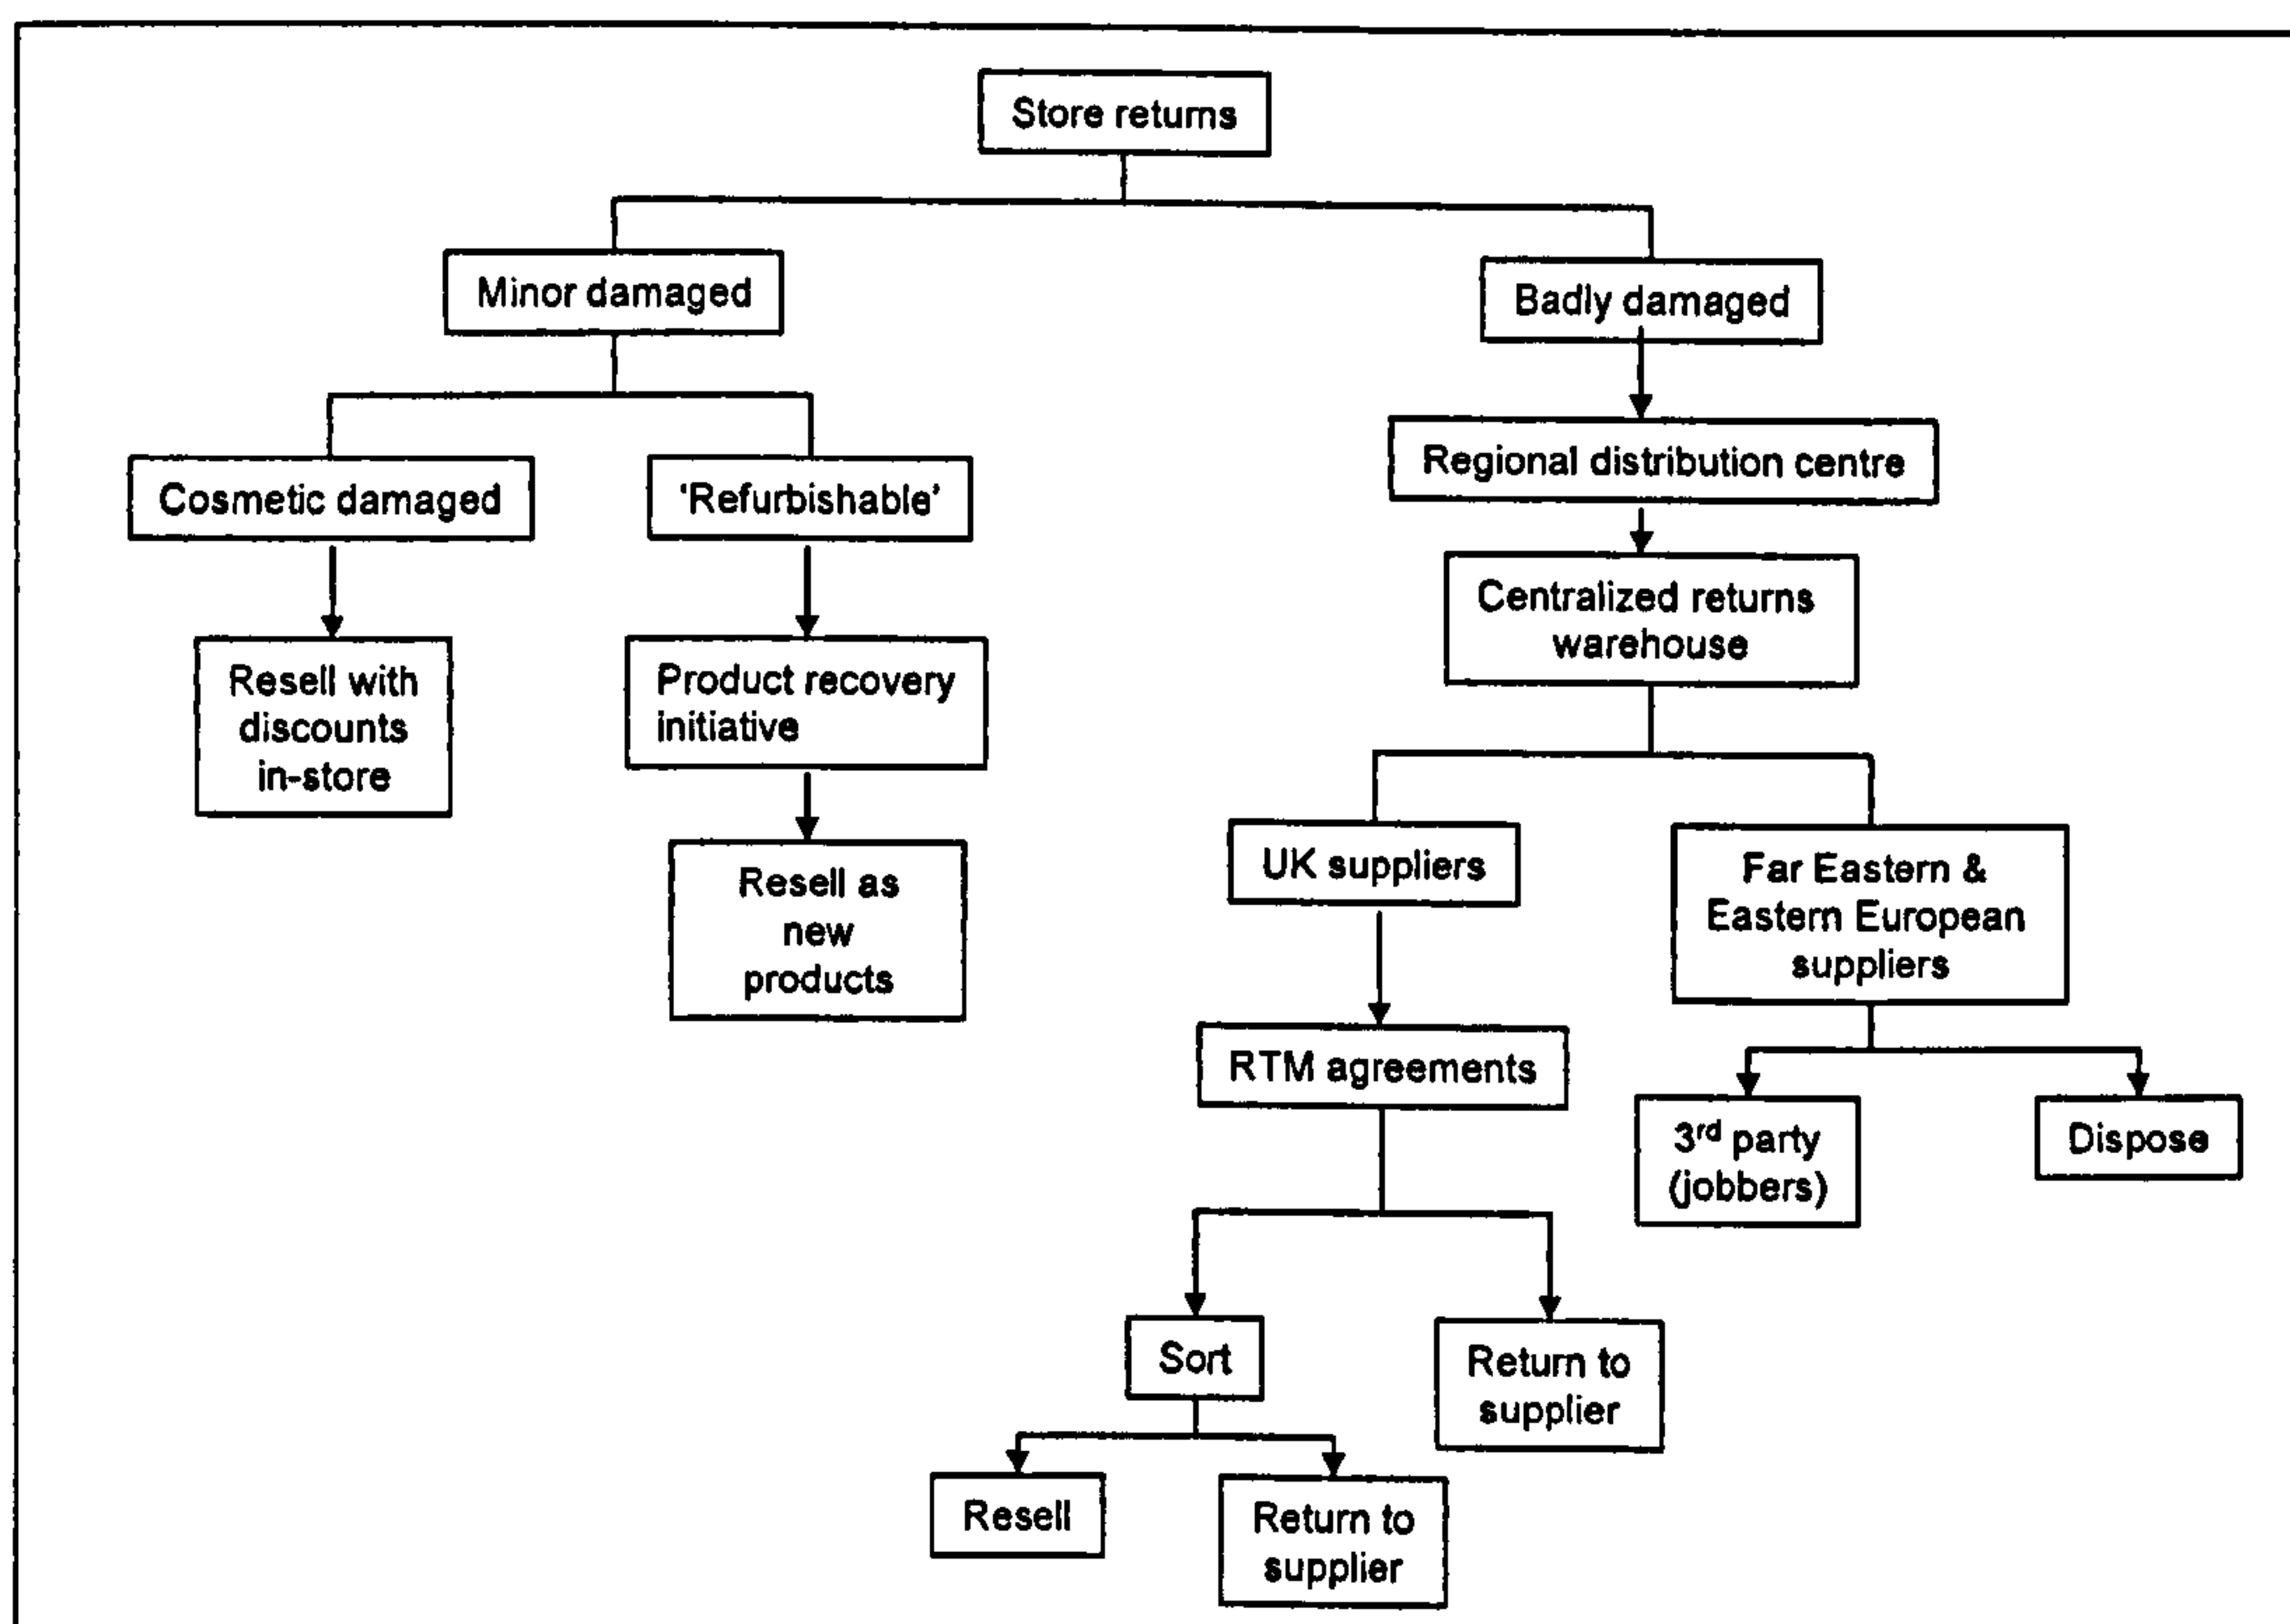 Store returns
Minor damaged
Badly damaged
Cosmetic damaged
'Refurbishable'
Regional distribution centre
Resell with
discounts
in-store
Product recovery
initiative
Centralized returns
warehouse
Resell as
new
products
UK suppliers
Far Eastern &
Eastern European
suppliers
RTM agreements
3rd party
(jobbers)
Dispose
Sort
Return to
supplier
Resell
Return to
supplier